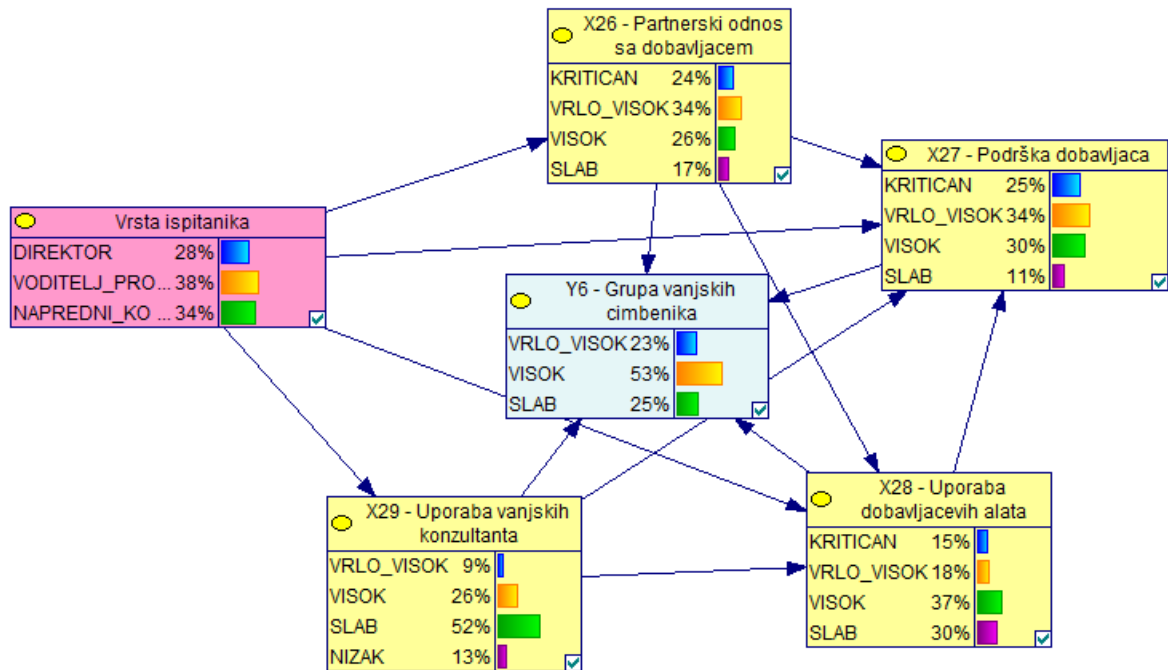 X26 - Partnerski odnos
sa dobavljacem
KRITICAN 24%
VRLO_VISOK 34%
VISOK 26%
SLAB 17%
X27 - Podrška dobavljaca
KRITICAN 25%
VRLO_VISOK 34%
VISOK 30%
SLAB 11%
Vrsta ispitanika
DIREKTOR 28%
VODITELJ_PRO... 38%
NAPREDNI_KO ... 34%
Y6 - Grupa vanjskih
cimbenika
VRLO_VISOK 23%
VISOK 53%
SLAB 25%
X29 - Uporaba vanjskih
konzultanta
VRLO_VISOK 9%
VISOK 26%
SLAB 52%
NIZAK 13%
X28 - Uporaba
dobavljacevih alata
KRITICAN 15%
VRLO_VISOK 18%
VISOK 37%
SLAB 30%